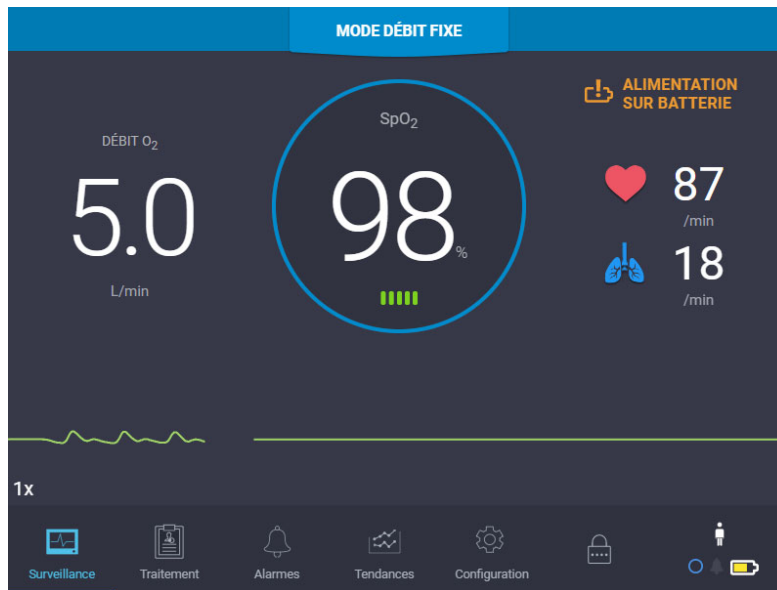 MODE DÉBIT FIXE
ALIMENTATION
SUR BATTERIE
DÉBIT O₂
5.0
L/min
SpO₂
98
%
87
/min
18
/min
1x
Surveillance
Traitement
Alarmes
Tendances
Configuration